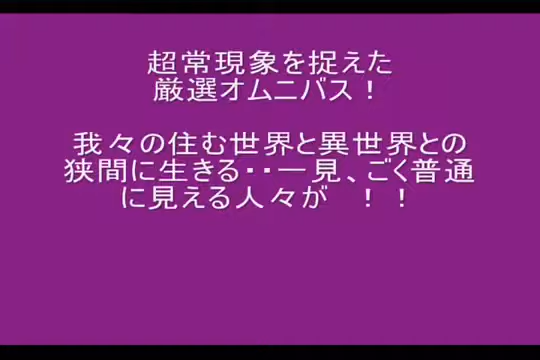 超常現象を捉えた
厳選オムニバス！
我々の住む世界と異世界との
狭間に生きる・・一見、ごく普通
に見える人々が　！！